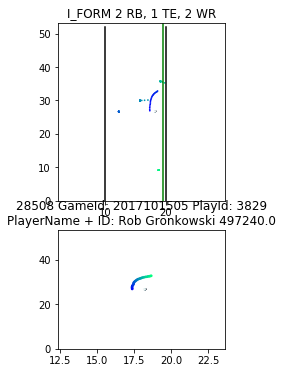 I_FORM 2 RB, 1 TE, 2 WR
50
40
30
20
10
0
10
20
28508 GameId: 2017101505 PlayId: 3829
PlayerName + ID: Rob Gronkowski 497240.0
40
20
0
12.5 15.0 17.5 20.0 22.5